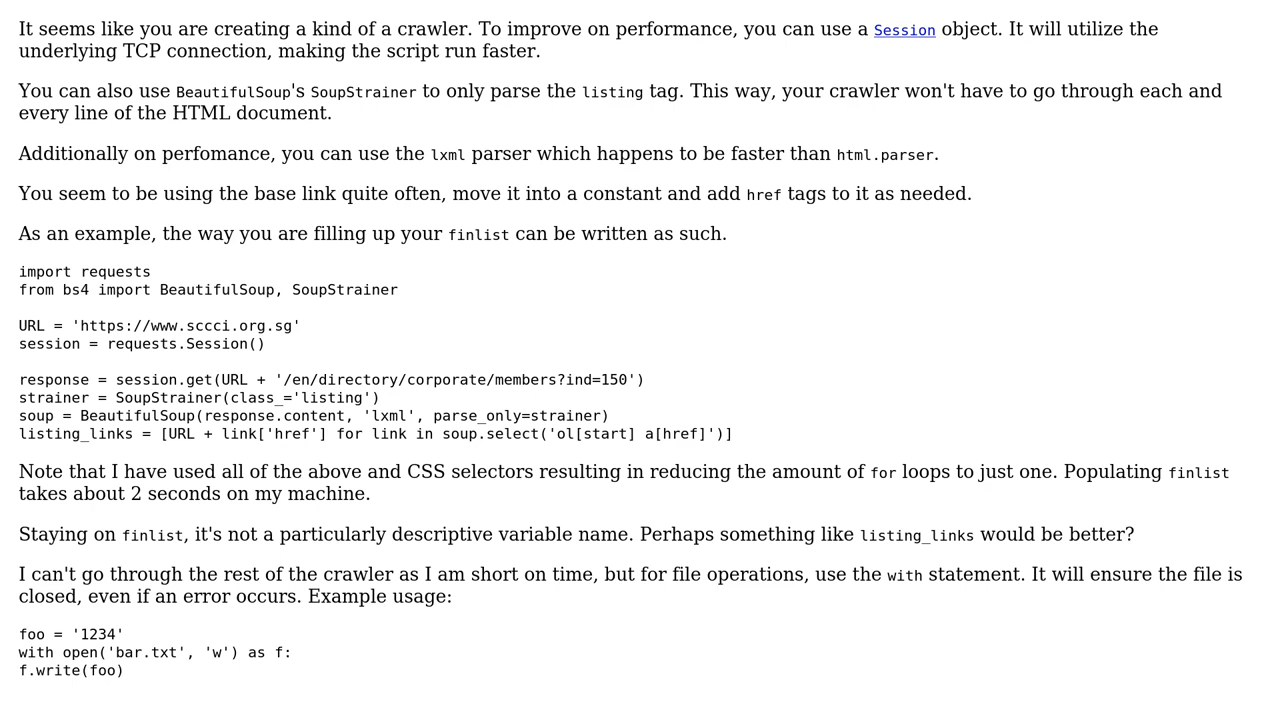 It seems like you are creating a kind of a crawler. To improve on performance, you can use a Session object. It will utilize the
underlying TCP connection, making the script run faster.
You can also use BeautifulSoup's SoupStrainer to only parse the listing tag. This way, your crawler won't have to go through each and
every line of the HTML document.
Additionally on perfomance, you can use the lxml parser which happens to be faster than html.parser.
You seem to be using the base link quite often, move it into a constant and add href tags to it as needed.
As an example, the way you are filling up your finlist can be written as such.
import requests
from bs4 import BeautifulSoup, SoupStrainer
URL = 'https://www.sccci.org.sg'
session = requests.Session()
response = session.get(URL + '/en/directory/corporate/members?ind=150')
strainer = SoupStrainer(class_='listing')
soup = BeautifulSoup(response.content, 'lxml', parse_only=strainer)
listing_links = [URL + link['href'] for link in soup.select('ol[start] a[href]')]
Note that I have used all of the above and CSS selectors resulting in reducing the amount of for loops to just one. Populating finlist
takes about 2 seconds on my machine.
Staying on finlist, it's not a particularly descriptive variable name. Perhaps something like listing_links would be better?
I can't go through the rest of the crawler as I am short on time, but for file operations, use the with statement. It will ensure the file is
closed, even if an error occurs. Example usage:
foo = '1234'
with open('bar.txt', 'w') as f:
f.write(foo)